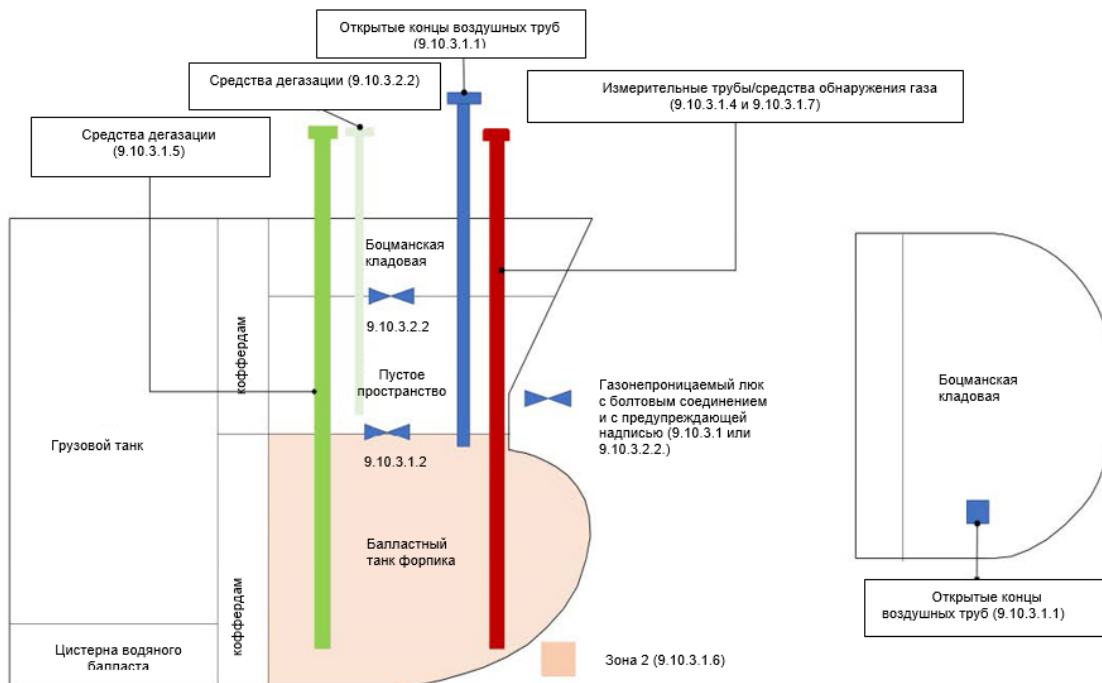 Открытые концы воздушных труб
(9.10.3.1.1)
Средства дегазации (9.10.3.2.2)
Измерительные трубы/средства обнаружения газа
(9.10.3.1.4 и 9.10.3.1.7)
Средства дегазации
(9.10.3.1.5)
Боцманская
кладовая
9.10.3.2.2
коффердам
Пустое
пространство
Газонепроницаемый люк
с болтовым соединением
и с предупреждающей
надписью (9.10.3.1 или
9.10.3.2.2.)
Боцманская
кладовая
Грузовой танк
9.10.3.1.2
Балластный
танк форпика
коффердам
Открытые концы
воздушных труб (9.10.3.1.1)
Цистерна водяного
балласта
Зона 2 (9.10.3.1.6)